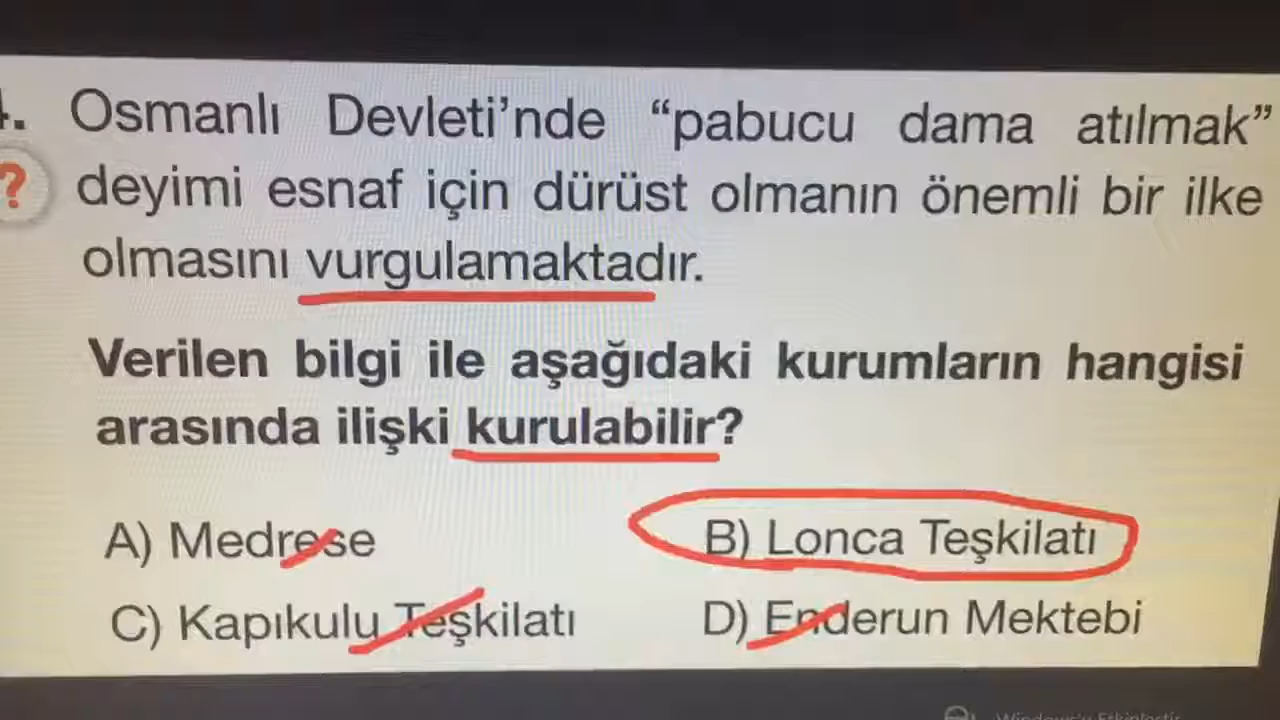 . Osmanlı Devleti’nde “pabucu dama atılmak”
? deyimi esnaf için dürüst olmanın önemli bir ilke
olmasını vurgulamaktadır.
Verilen bilgi ile aşağıdaki kurumların hangisi
arasında ilişki kurulabilir?
A) Medrese B) Lonca Teşkilatı
C) Kapıkulu Teşkilatı D) Enderun Mektebi